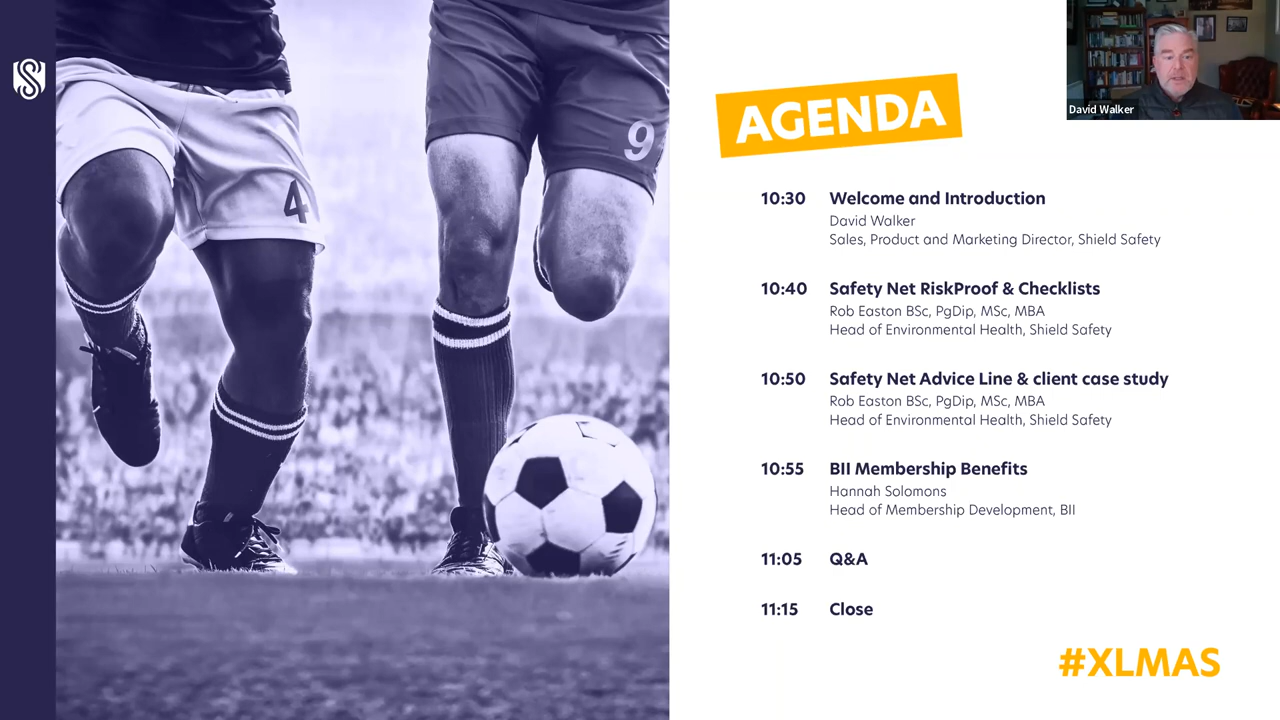 AGENDA
David Walker
10:30 Welcome and Introduction
David Walker
Sales, Product and Marketing Director, Shield Safety
10:40 Safety Net RiskProof & Checklists
Rob Easton BSc, PgDip, MSc, MBA
Head of Environmental Health, Shield Safety
10:50 Safety Net Advice Line & client case study
Rob Easton BSc, PgDip, MSc, MBA
Head of Environmental Health, Shield Safety
10:55 BII Membership Benefits
Hannah Solomons
Head of Membership Development, BII
11:05 Q&A
11:15 Close
#XLMAS
4
9